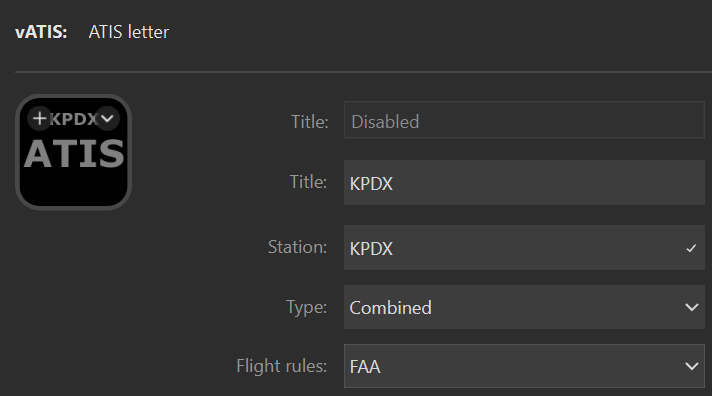 vATIS: ATIS letter
KPDX
ATIS
Title: Disabled
Title: KPDX
Station: KPDX
Type: Combined
Flight rules: FAA